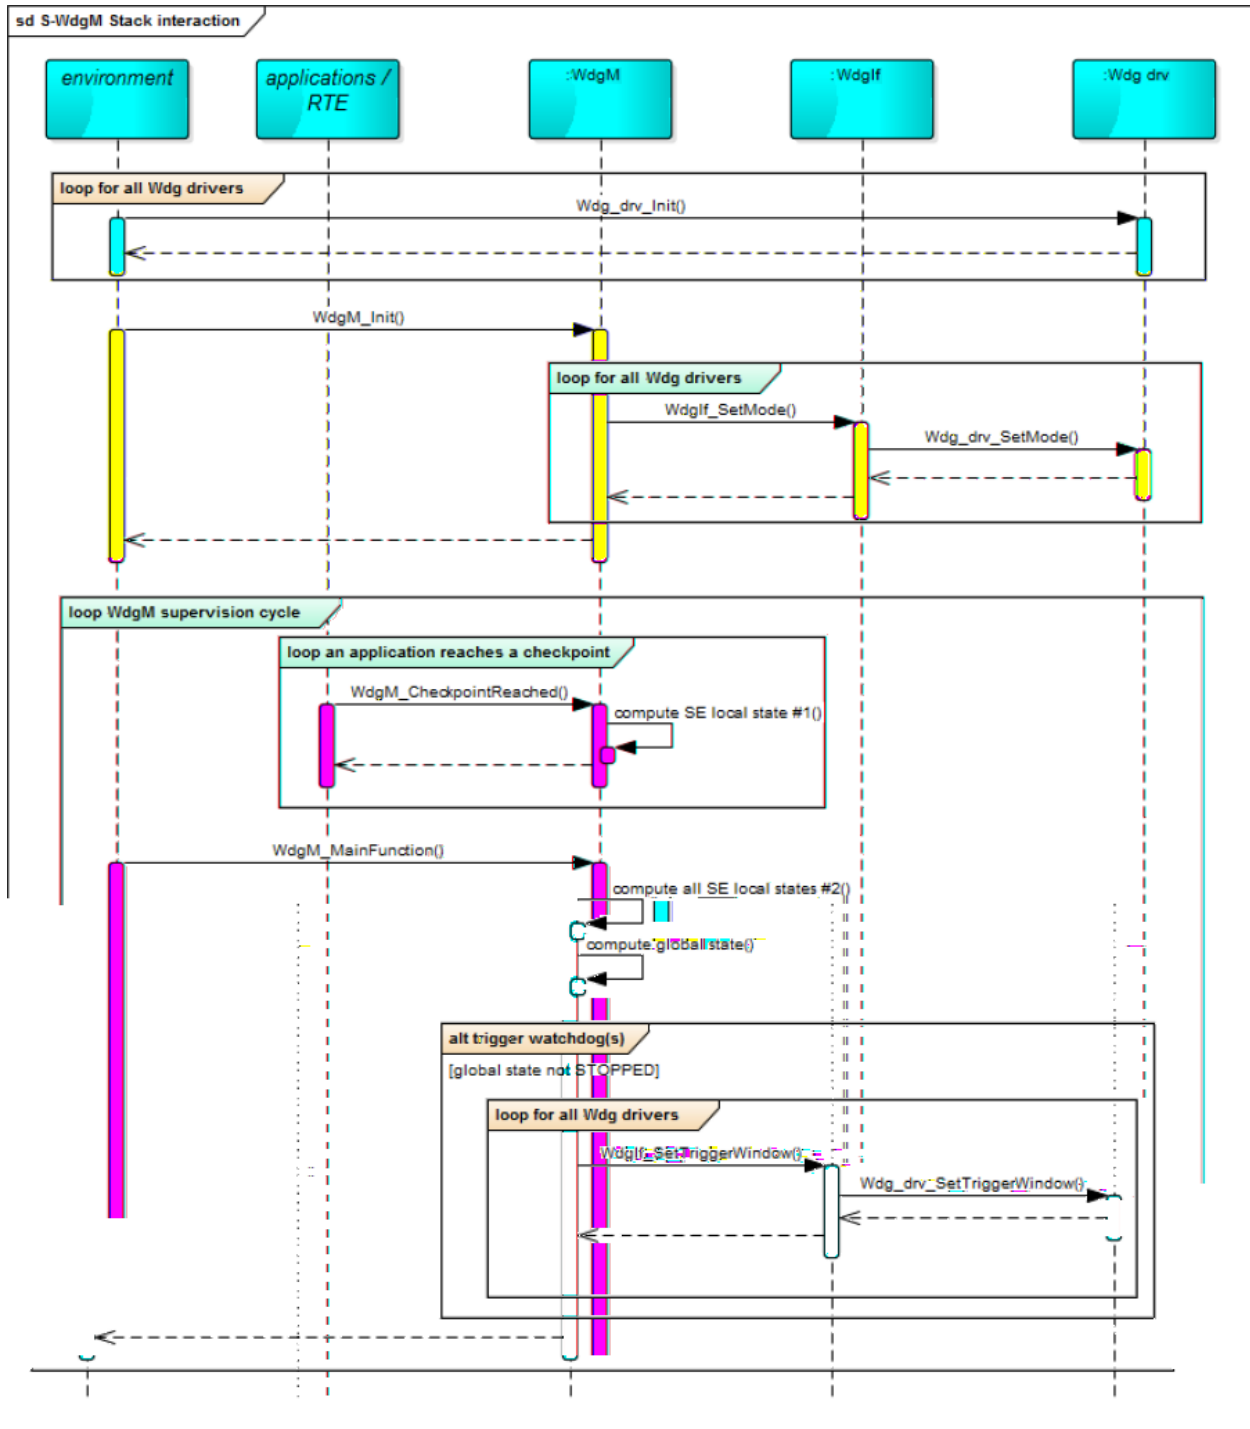 sd S-WdgM Stack interaction
environment
applications /
RTE
:WdgM
:WdgIf
:Wdg drv
loop for all Wdg drivers
Wdg_drv_Init()
WdgM_Init()
loop for all Wdg drivers
WdgIf_SetMode()
Wdg_drv_SetMode()
loop WdgM supervision cycle
loop an application reaches a checkpoint
WdgM_CheckpointReached()
compute SE local state #1()
WdgM_MainFunction()
compute all SE local states #2()
compute global state()
alt trigger watchdog(s)
[global state not STOPPED]
loop for all Wdg drivers
WdgIf_SetTriggerWindow()
Wdg_drv_SetTriggerWindow()